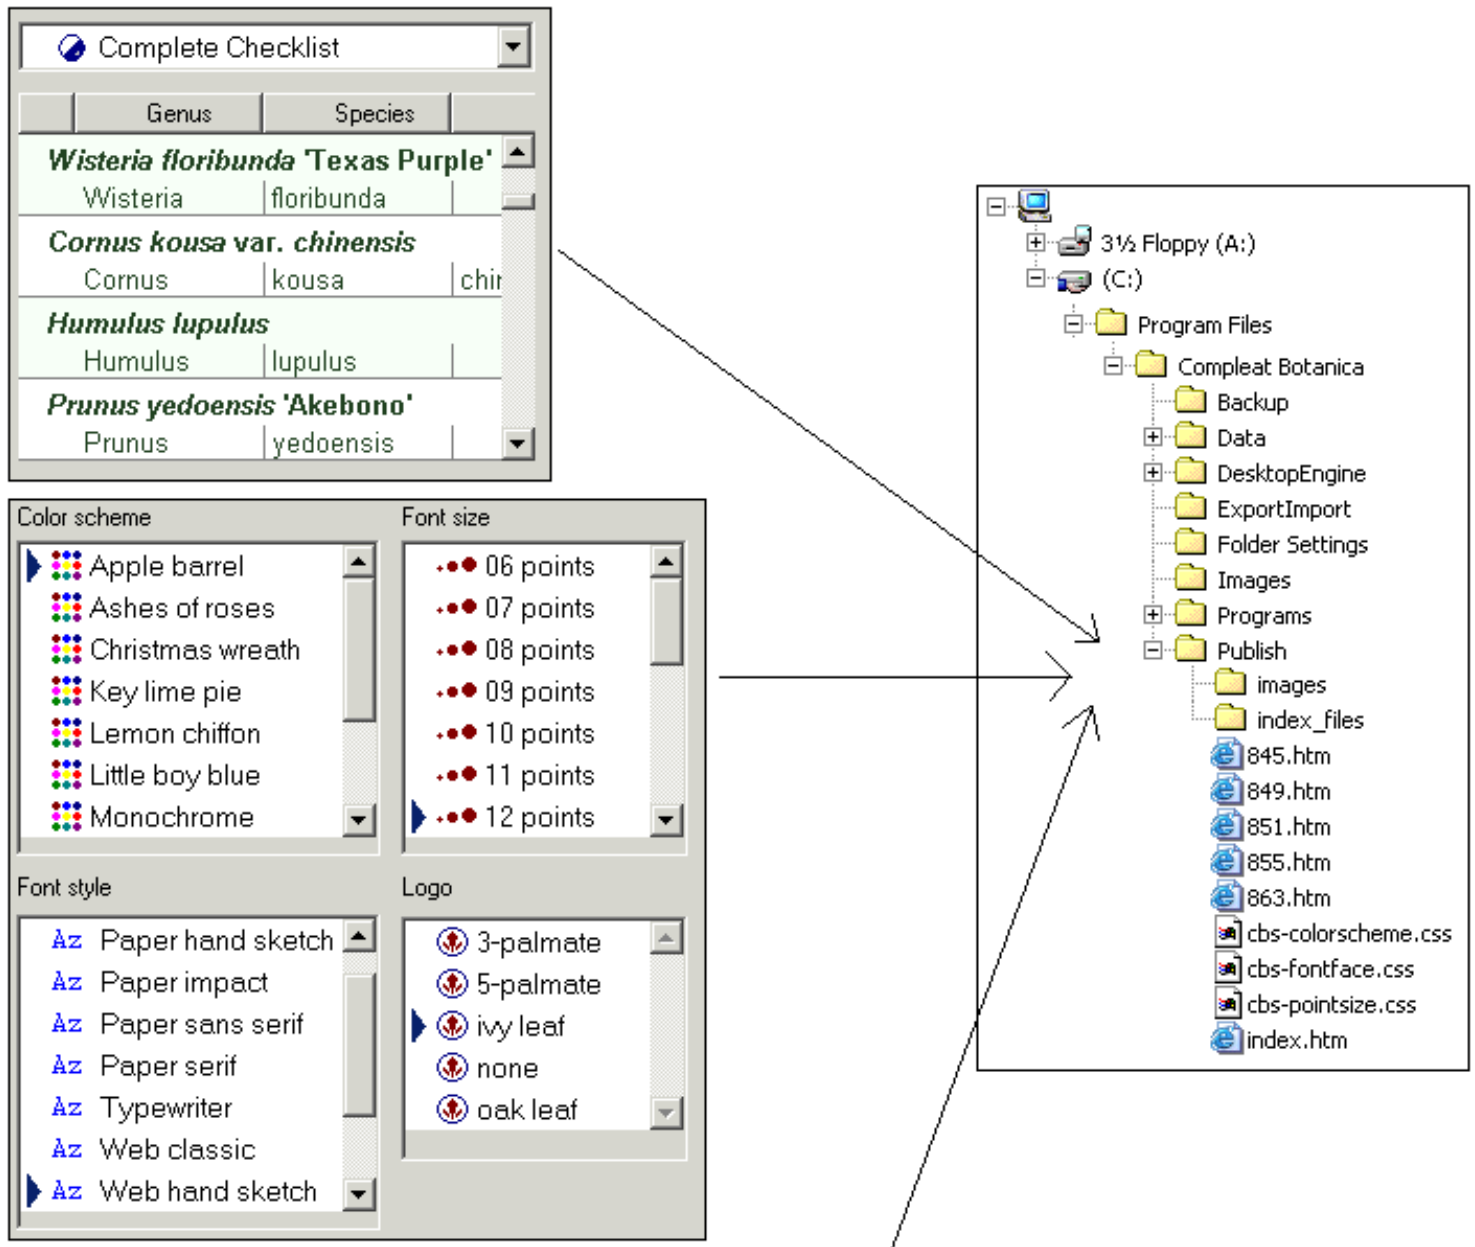 Complete Checklist
Genus Species
Wisteria floribunda 'Texas Purple'
Wisteria floribunda
Cornus kousa var. chinensis
Cornus kousa chin
Humulus lupulus
Humulus lupulus
Prunus yedoensis 'Akebono'
Prunus yedoensis
Color scheme
Apple barrel
Ashes of roses
Christmas wreath
Key lime pie
Lemon chiffon
Little boy blue
Monochrome
Font size
06 points
07 points
08 points
09 points
10 points
11 points
12 points
Font style
Az Paper hand sketch
Az Paper impact
Az Paper sans serif
Az Paper serif
Az Typewriter
Az Web classic
Az Web hand sketch
Logo
3-palmate
5-palmate
ivy leaf
none
oak leaf
3½ Floppy (A:)
(C:)
Program Files
Compleat Botanica
Backup
Data
DesktopEngine
ExportImport
Folder Settings
Images
Programs
Publish
images
index_files
845.htm
849.htm
851.htm
855.htm
863.htm
cbs-colorscheme.css
cbs-fontface.css
cbs-pointsize.css
index.htm